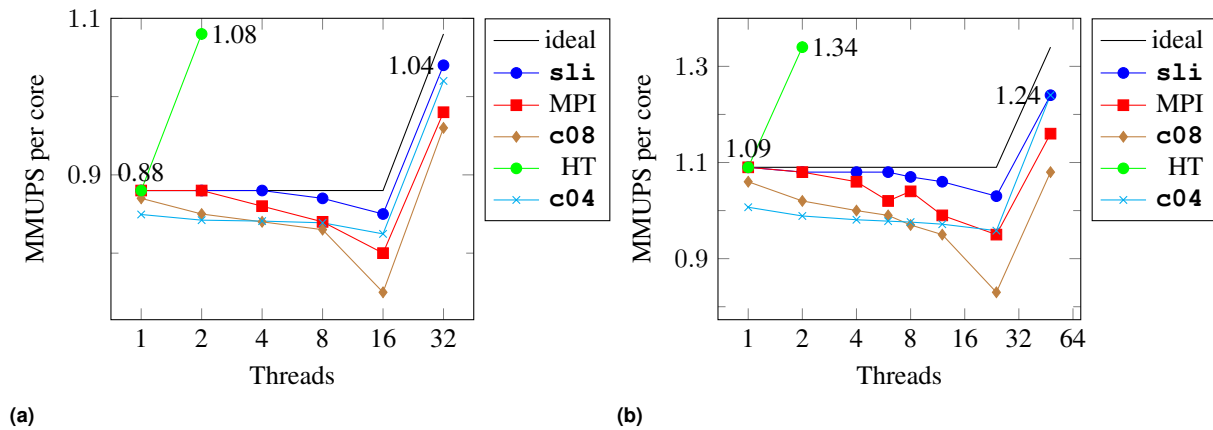 1.1
0.9
MMUPS per core
0.88
1.08
1.04
1 2 4 8 16 32
Threads
ideal
sli
MPI
c08
HT
c04
(a)
1.3
1.1
0.9
MMUPS per core
1.09
1.34
1.24
1 2 4 8 16 32 64
Threads
ideal
sli
MPI
c08
HT
c04
(b)